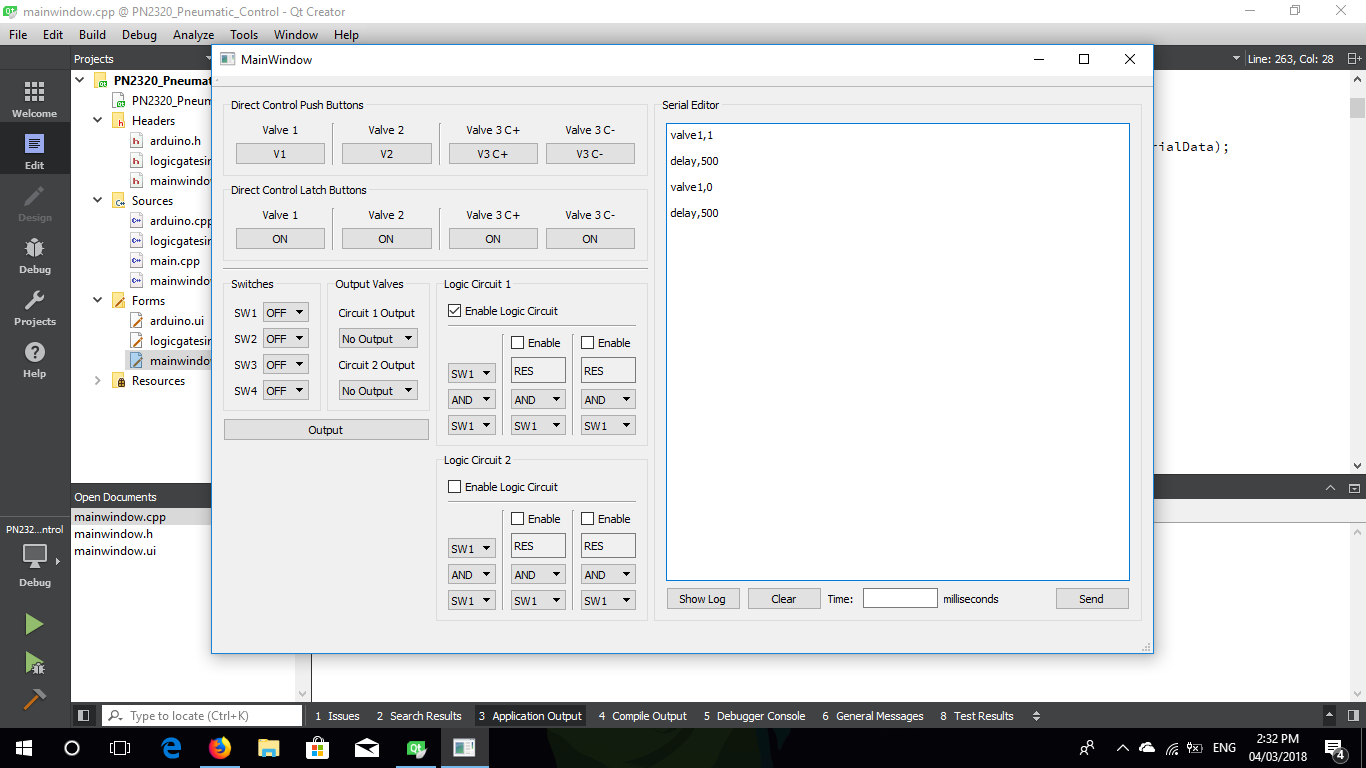 mainwindow.cpp @ PN2320_Pneumatic_Control - Qt Creator
File Edit Build Debug Analyze Tools Window Help
Projects
Line: 263, Col: 28
Welcome
Edit
Design
Debug
Projects
Help
PN2320_Pneumat
PN2320_Pneum
Headers
arduino.h
logicgatesir
mainwindo
Sources
arduino.cpp
logicgatesir
main.cpp
mainwindo
Forms
arduino.ui
logicgatesir
mainwindo
Resources
rialData);
MainWindow
Direct Control Push Buttons
Valve 1 Valve 2 Valve 3 C+ Valve 3 C-
V1 V2 V3 C+ V3 C-
Direct Control Latch Buttons
Valve 1 Valve 2 Valve 3 C+ Valve 3 C-
ON ON ON ON
Switches
SW1 OFF
SW2 OFF
SW3 OFF
SW4 OFF
Output Valves
Circuit 1 Output
No Output
Circuit 2 Output
No Output
Output
Logic Circuit 1
Enable Logic Circuit
Enable Enable
SW1 RES RES
AND AND AND
SW1 SW1 SW1
Logic Circuit 2
Enable Logic Circuit
Enable Enable
SW1 RES RES
AND AND AND
SW1 SW1 SW1
Serial Editor
valve1,1
delay,500
valve1,0
delay,500
Show Log Clear Time: milliseconds Send
Open Documents
mainwindow.cpp
mainwindow.h
mainwindow.ui
PN232...ntrol
Debug
Type to locate (Ctrl+K)
1 Issues 2 Search Results 3 Application Output 4 Compile Output 5 Debugger Console 6 General Messages 8 Test Results
ENG
2:32 PM
04/03/2018
4